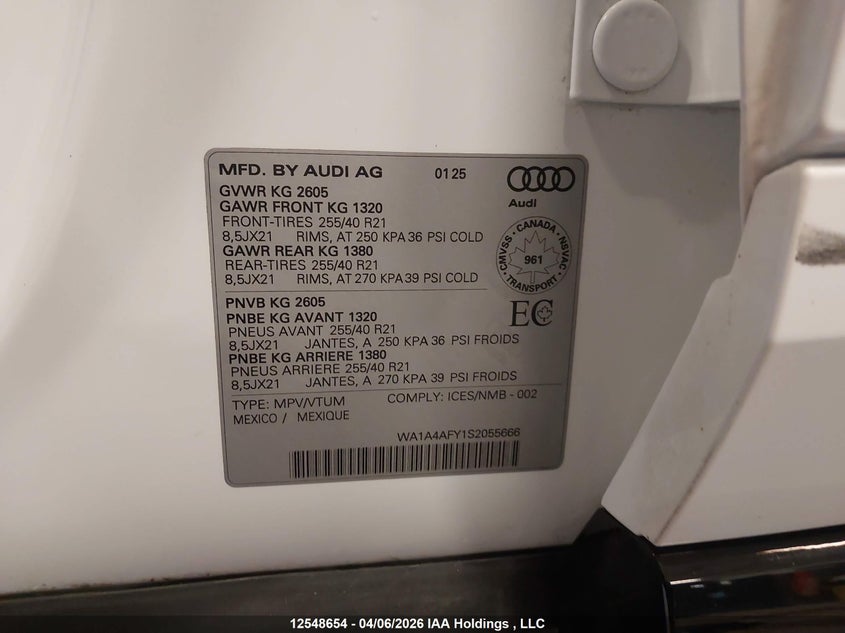 MFD. BY AUDI AG 01 25
GVWR KG 2605
GAWR FRONT KG 1320
FRONT-TIRES 255/40 R21
8,5JX21 RIMS, AT 250 KPA 36 PSI COLD
GAWR REAR KG 1380
REAR-TIRES 255/40 R21
8,5JX21 RIMS, AT 270 KPA 39 PSI COLD
Audi
CMVSS - CANADA - NSVAC
961
TRANSPORT
PNVB KG 2605
PNBE KG AVANT 1320
PNEUS AVANT 255/40 R21
8,5JX21 JANTES, A 250 KPA 36 PSI FROIDS
PNBE KG ARRIERE 1380
PNEUS ARRIERE 255/40 R21
8,5JX21 JANTES, A 270 KPA 39 PSI FROIDS
EC
TYPE: MPV/VTUM COMPLY: ICES/NMB - 002
MEXICO / MEXIQUE
WA1A4AFY1S2055666
12548654 - 04/06/2026 IAA Holdings , LLC